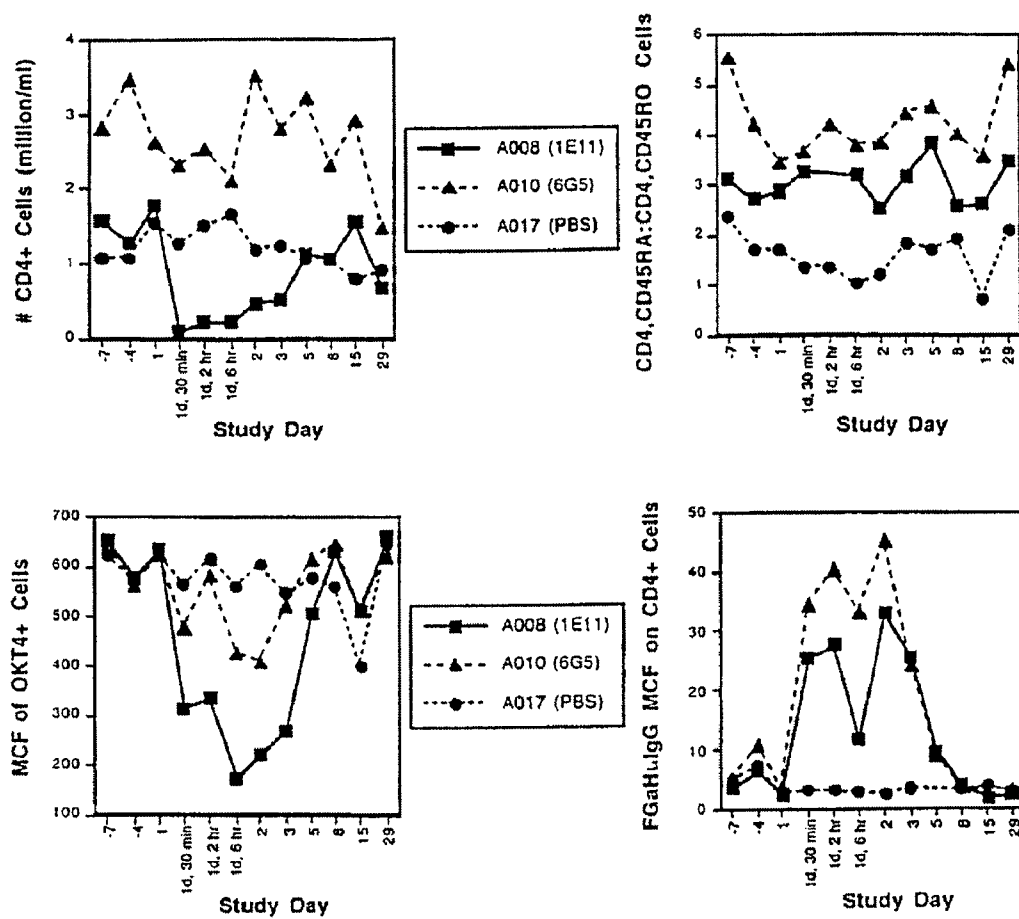 # CD4+ Cells (million/ml)
4
3
2
1
0
-7
-4
1
1d, 30 min
1d, 2 hr
1d, 6 hr
2
3
5
8
15
29
Study Day
A008 (1E11)
A010 (6G5)
A017 (PBS)
CD4,CD45RA:CD4,CD45RO Cells
6
5
4
3
2
1
0
-7
-4
1
1d, 30 min
1d, 2 hr
1d, 6 hr
2
3
5
8
15
29
Study Day
MCF of OKT4+ Cells
700
600
500
400
300
200
100
-7
-4
1
1d, 30 min
1d, 2 hr
1d, 6 hr
2
3
5
8
15
29
Study Day
A008 (1E11)
A010 (6G5)
A017 (PBS)
FGaHuIgG MCF on CD4+ Cells
50
40
30
20
10
0
-7
-4
1
1d, 30 min
1d, 2 hr
1d, 6 hr
2
3
5
8
15
29
Study Day